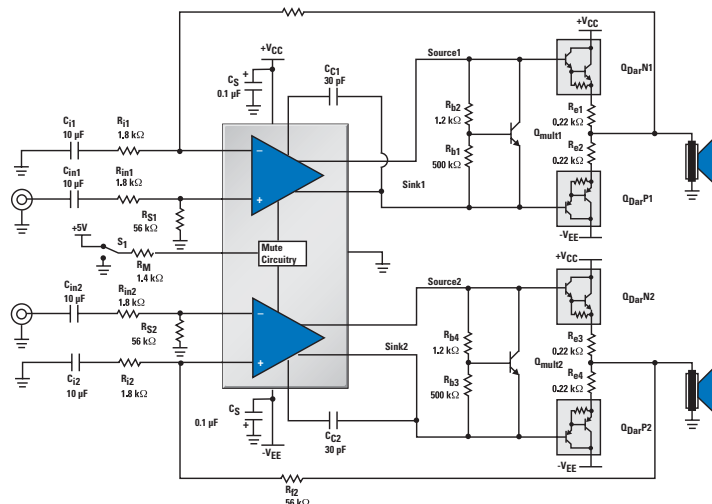 +VCC
CS +
0.1 µF
CC1
30 pF
Source1
+VCC
QDarN1
Ci1
10 µF
Ri1
1.8 kΩ
Rb2
1.2 kΩ
Re1
0.22 kΩ
Qmult1
Cin1
10 µF
Rin1
1.8 kΩ
−
+
Rb1
500 kΩ
Re2
0.22 kΩ
Sink1
QDarP1
RS1
56 kΩ
+5V
S1
RM
1.4 kΩ
Mute
Circuitry
-VEE
+VCC
Source2
QDarN2
Cin2
10 µF
Rin2
1.8 kΩ
RS2
56 kΩ
−
+
Sink2
Rb4
1.2 kΩ
Re3
0.22 kΩ
Qmult2
Ci2
10 µF
Ri2
1.8 kΩ
Rb3
500 kΩ
Re4
0.22 kΩ
CS
0.1 µF
+
-VEE
CC2
30 pF
QDarP2
-VEE
Rf2
56 kΩ